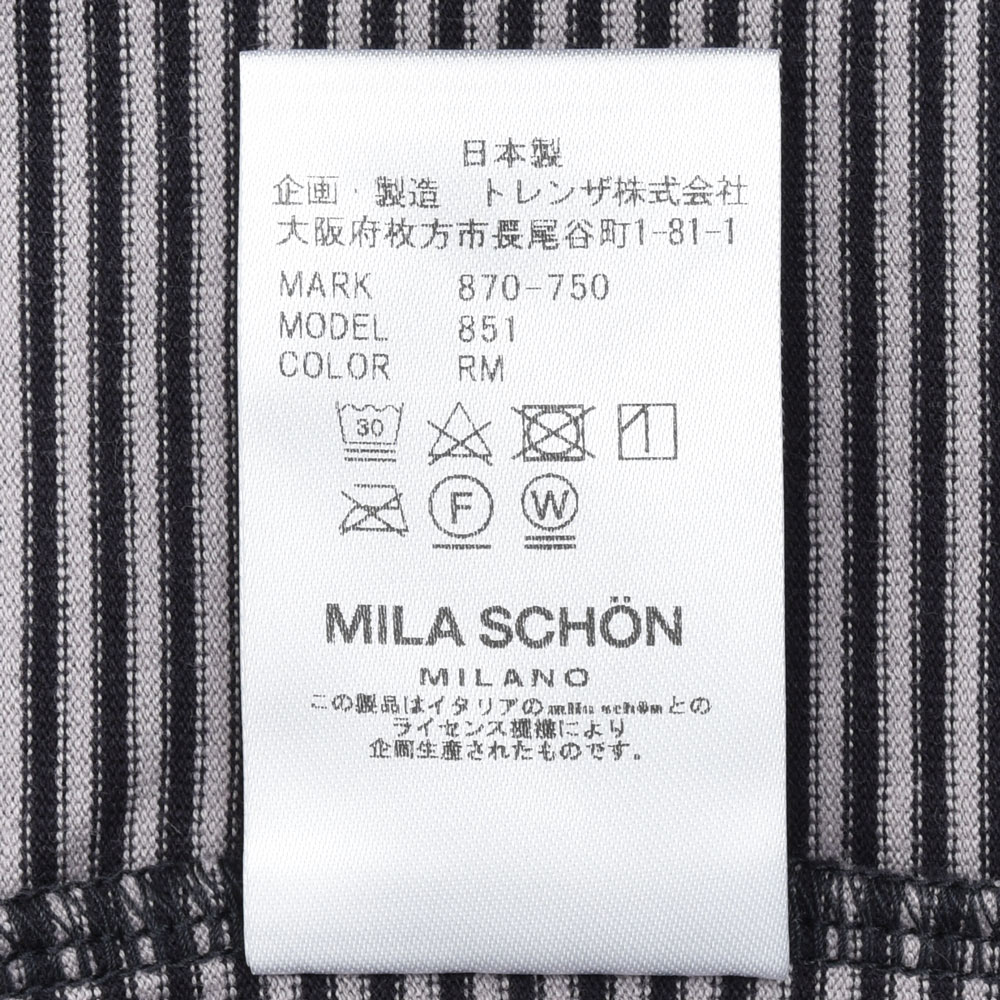 日本製
企画・製造　トレンザ株式会社
大阪府枚方市長尾谷町1-81-1
MARK 870-750
MODEL 851
COLOR RM
30
F W
MILA SCHÖN
MILANO
この製品はイタリアのmila schönとの
ライセンス提携により
企画生産されたものです。